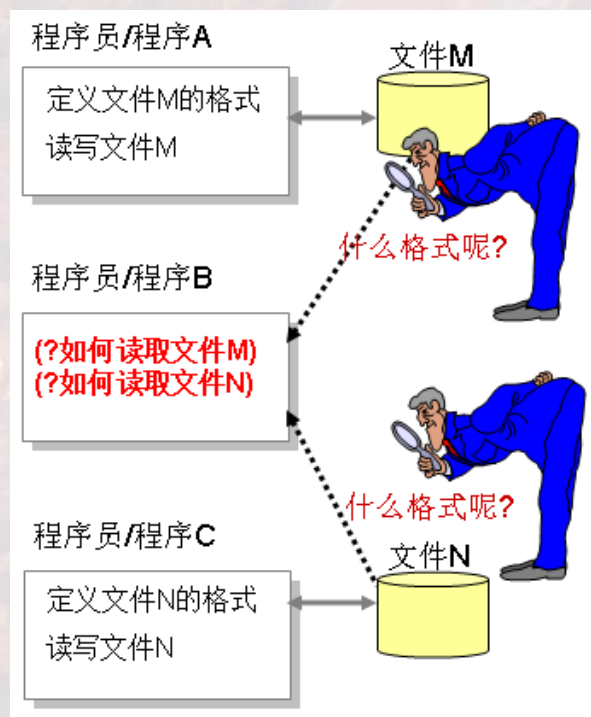 程序员/程序A
文件M
定义文件M的格式
读写文件M
什么格式呢?
程序员/程序B
(?如何读取文件M)
(?如何读取文件N)
什么格式呢?
程序员/程序C
文件N
定义文件N的格式
读写文件N